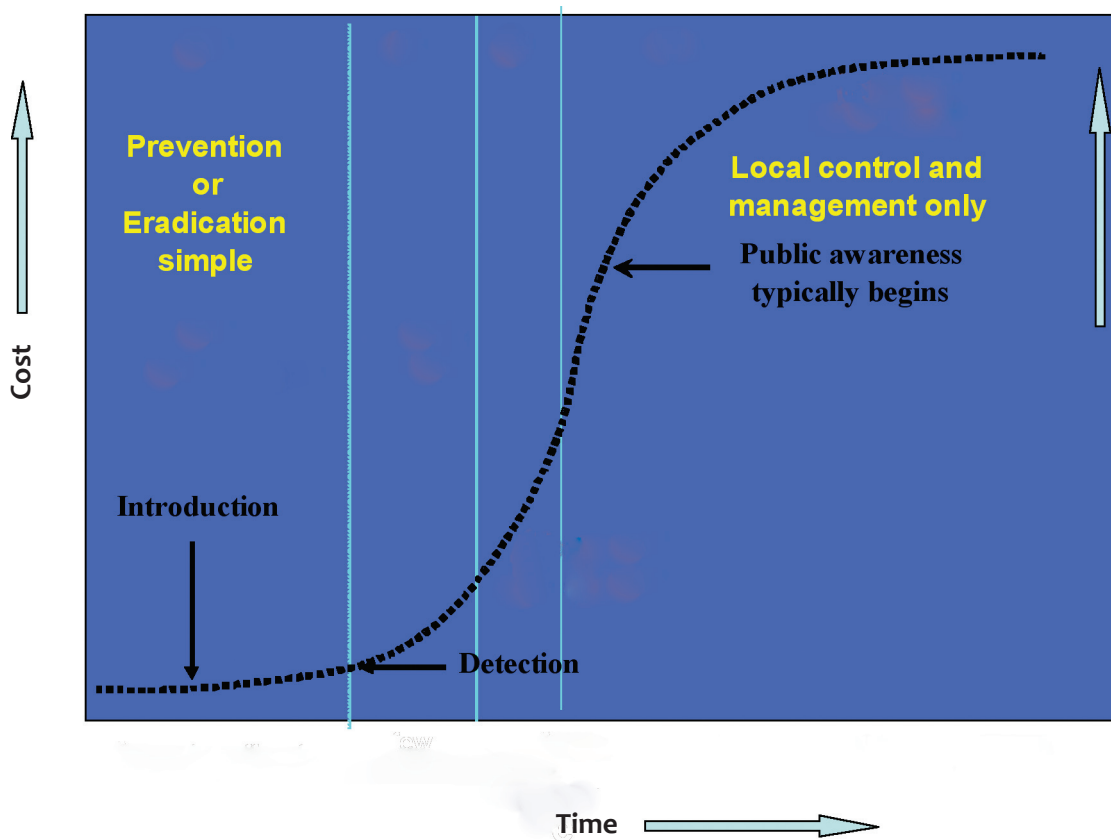 Prevention
or
Eradication
simple
Local control and
management only
Public awareness
typically begins
Cost
Introduction
Detection
Time